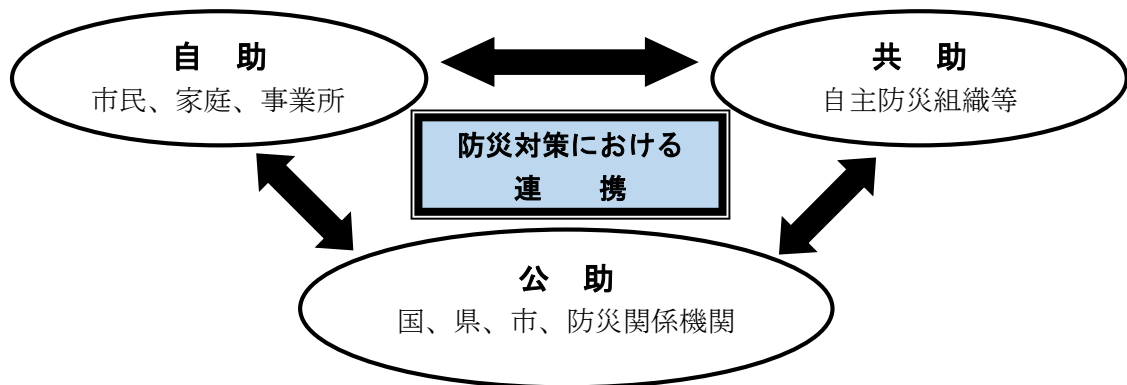 自 助
市民、家庭、事業所
共 助
自主防災組織等
防災対策における
連 携
公 助
国、県、市、防災関係機関